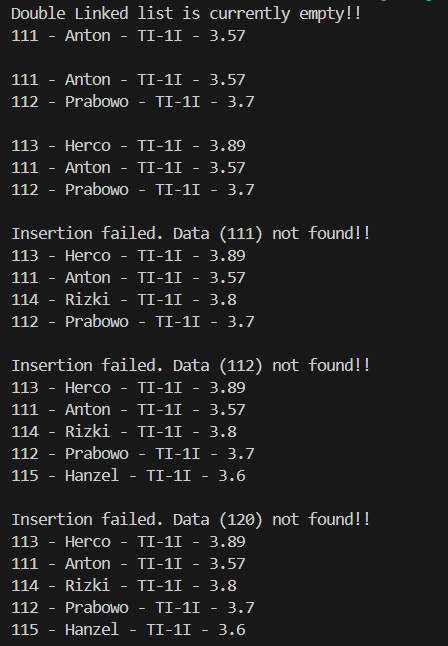 Double Linked list is currently empty!!
111 - Anton - TI-1I - 3.57
111 - Anton - TI-1I - 3.57
112 - Prabowo - TI-1I - 3.7
113 - Herco - TI-1I - 3.89
111 - Anton - TI-1I - 3.57
112 - Prabowo - TI-1I - 3.7
Insertion failed. Data (111) not found!!
113 - Herco - TI-1I - 3.89
111 - Anton - TI-1I - 3.57
114 - Rizki - TI-1I - 3.8
112 - Prabowo - TI-1I - 3.7
Insertion failed. Data (112) not found!!
113 - Herco - TI-1I - 3.89
111 - Anton - TI-1I - 3.57
114 - Rizki - TI-1I - 3.8
112 - Prabowo - TI-1I - 3.7
115 - Hanzel - TI-1I - 3.6
Insertion failed. Data (120) not found!!
113 - Herco - TI-1I - 3.89
111 - Anton - TI-1I - 3.57
114 - Rizki - TI-1I - 3.8
112 - Prabowo - TI-1I - 3.7
115 - Hanzel - TI-1I - 3.6